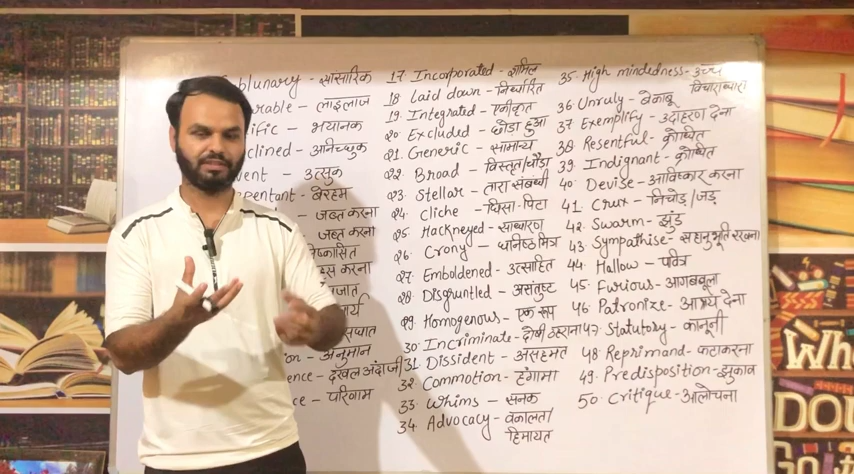 blunary - सांसारिक
rable - लाइलाज
ific - भयानक
clined - अनिच्छुक
vent - उत्सुक
pentant - बेरहम
- जब्त करना
जब्त करना
on - अनुमान
ence - दखल अंदाजी
ce - परिणाम
17. Incorporated - शामिल
18. Laid down - निर्धारित
19. Integrated - एकीकृत
20. Excluded - छोडा हुआ
21. Generic - सामान्य
22. Broad - विस्तृत/चौडा
23. Stellar - तारा संबंधी
24. Cliche - घिसा-पिटा
25. Hackneyed - साधारण
26. Crony - घनिष्ठ मित्र
27. Emboldened - उत्साहित
28. Disgruntled - असंतुष्ट
29. Homogenous - एक रूप
30. Incriminate - दोषी ठहराना
31. Dissident - असहमत
32. Commotion - हंगामा
33. Whims - सनक
34. Advocacy - वकालत/
हिमायत
35. High mindedness - उच्च
विचारधारा
36. Unruly - बेकाबू
37. Exemplify - उदाहरण देना
38. Resentful - क्रोधित
39. Indignant - क्रोधित
40. Devise - आविष्कार करना
41. Crux - निचोड़/जड़
42. Swarm - झुंड
43. Sympathise - सहानुभूति रखना
44. Hallow - पवित्र
45. Furious - आगबबूला
46. Patronize - आश्रय देना
47. Statutory - कानूनी
48. Reprimand - फटकारना
49. Predisposition - झुकाव
50. Critique - आलोचना